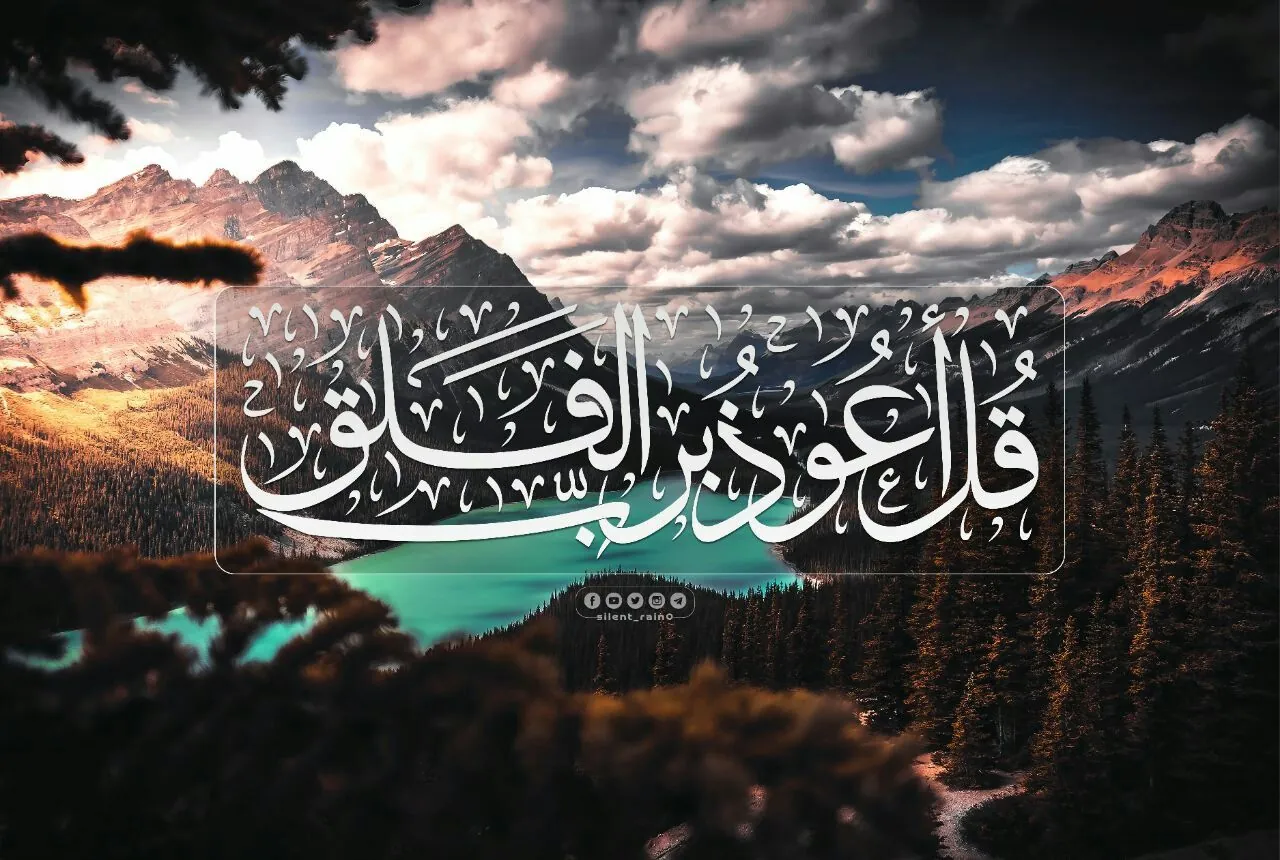 قُلْ أَعُوذُ بِرَبِّ الْفَلَقِ
silent_rain0